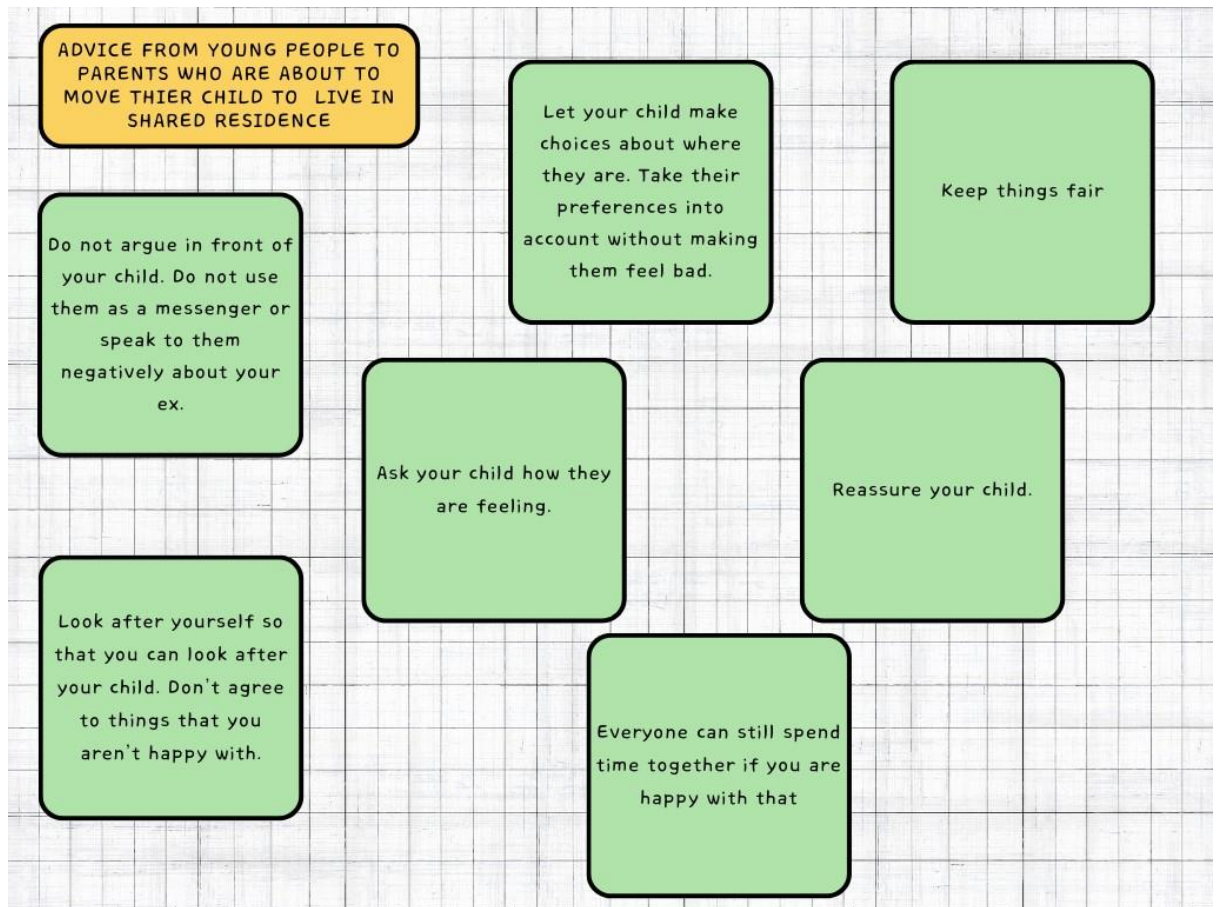 ADVICE FROM YOUNG PEOPLE TO
PARENTS WHO ARE ABOUT TO
MOVE THIER CHILD TO LIVE IN
SHARED RESIDENCE
Let your child make
choices about where
they are. Take their
preferences into
account without making
them feel bad.
Keep things fair
Do not argue in front of
your child. Do not use
them as a messenger or
speak to them
negatively about your
ex.
Ask your child how they
are feeling.
Reassure your child.
Look after yourself so
that you can look after
your child. Don't agree
to things that you
aren't happy with.
Everyone can still spend
time together if you are
happy with that